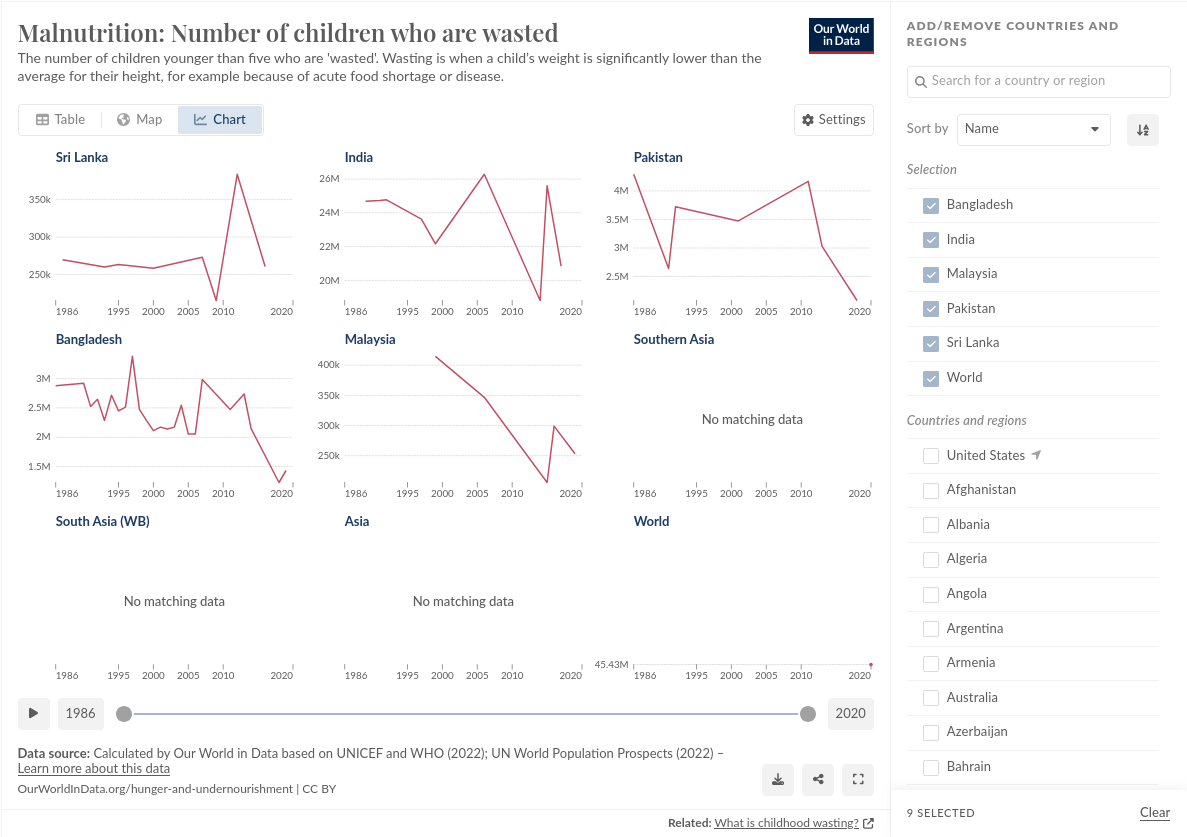 Malnutrition: Number of children who are wasted
The number of children younger than five who are 'wasted'. Wasting is when a child's weight is significantly lower than the
average for their height, for example because of acute food shortage or disease.
Our World
in Data
Table
Map
Chart
Settings
Sri Lanka
350k
300k
250k
1986 1995 2000 2005 2010 2020
India
26M
24M
22M
20M
1986 1995 2000 2005 2010 2020
Pakistan
4M
3.5M
3M
2.5M
1986 1995 2000 2005 2010 2020
Bangladesh
3M
2.5M
2M
1.5M
1986 1995 2000 2005 2010 2020
Malaysia
400k
350k
300k
250k
1986 1995 2000 2005 2010 2020
Southern Asia
No matching data
1986 1995 2000 2005 2010 2020
South Asia (WB)
No matching data
1986 1995 2000 2005 2010 2020
Asia
No matching data
1986 1995 2000 2005 2010 2020
World
45.43M
1986 1995 2000 2005 2010 2020
1986
2020
Data source: Calculated by Our World in Data based on UNICEF and WHO (2022); UN World Population Prospects (2022) –
Learn more about this data
OurWorldInData.org/hunger-and-undernourishment | CC BY
Related: What is childhood wasting?
ADD/REMOVE COUNTRIES AND
REGIONS
Search for a country or region
Sort by
Name
Selection
Bangladesh
India
Malaysia
Pakistan
Sri Lanka
World
Countries and regions
United States
Afghanistan
Albania
Algeria
Angola
Argentina
Armenia
Australia
Azerbaijan
Bahrain
9 SELECTED
Clear